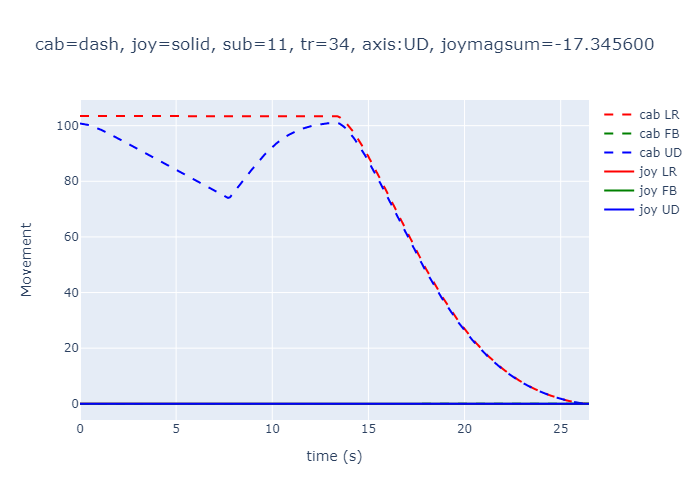 cab=dash, joy=solid, sub=11, tr=34, axis:UD, joymagsum=-17.345600
100
80
60
40
20
0
Movement
0
5
10
15
20
25
time (s)
cab LR
cab FB
cab UD
joy LR
joy FB
joy UD